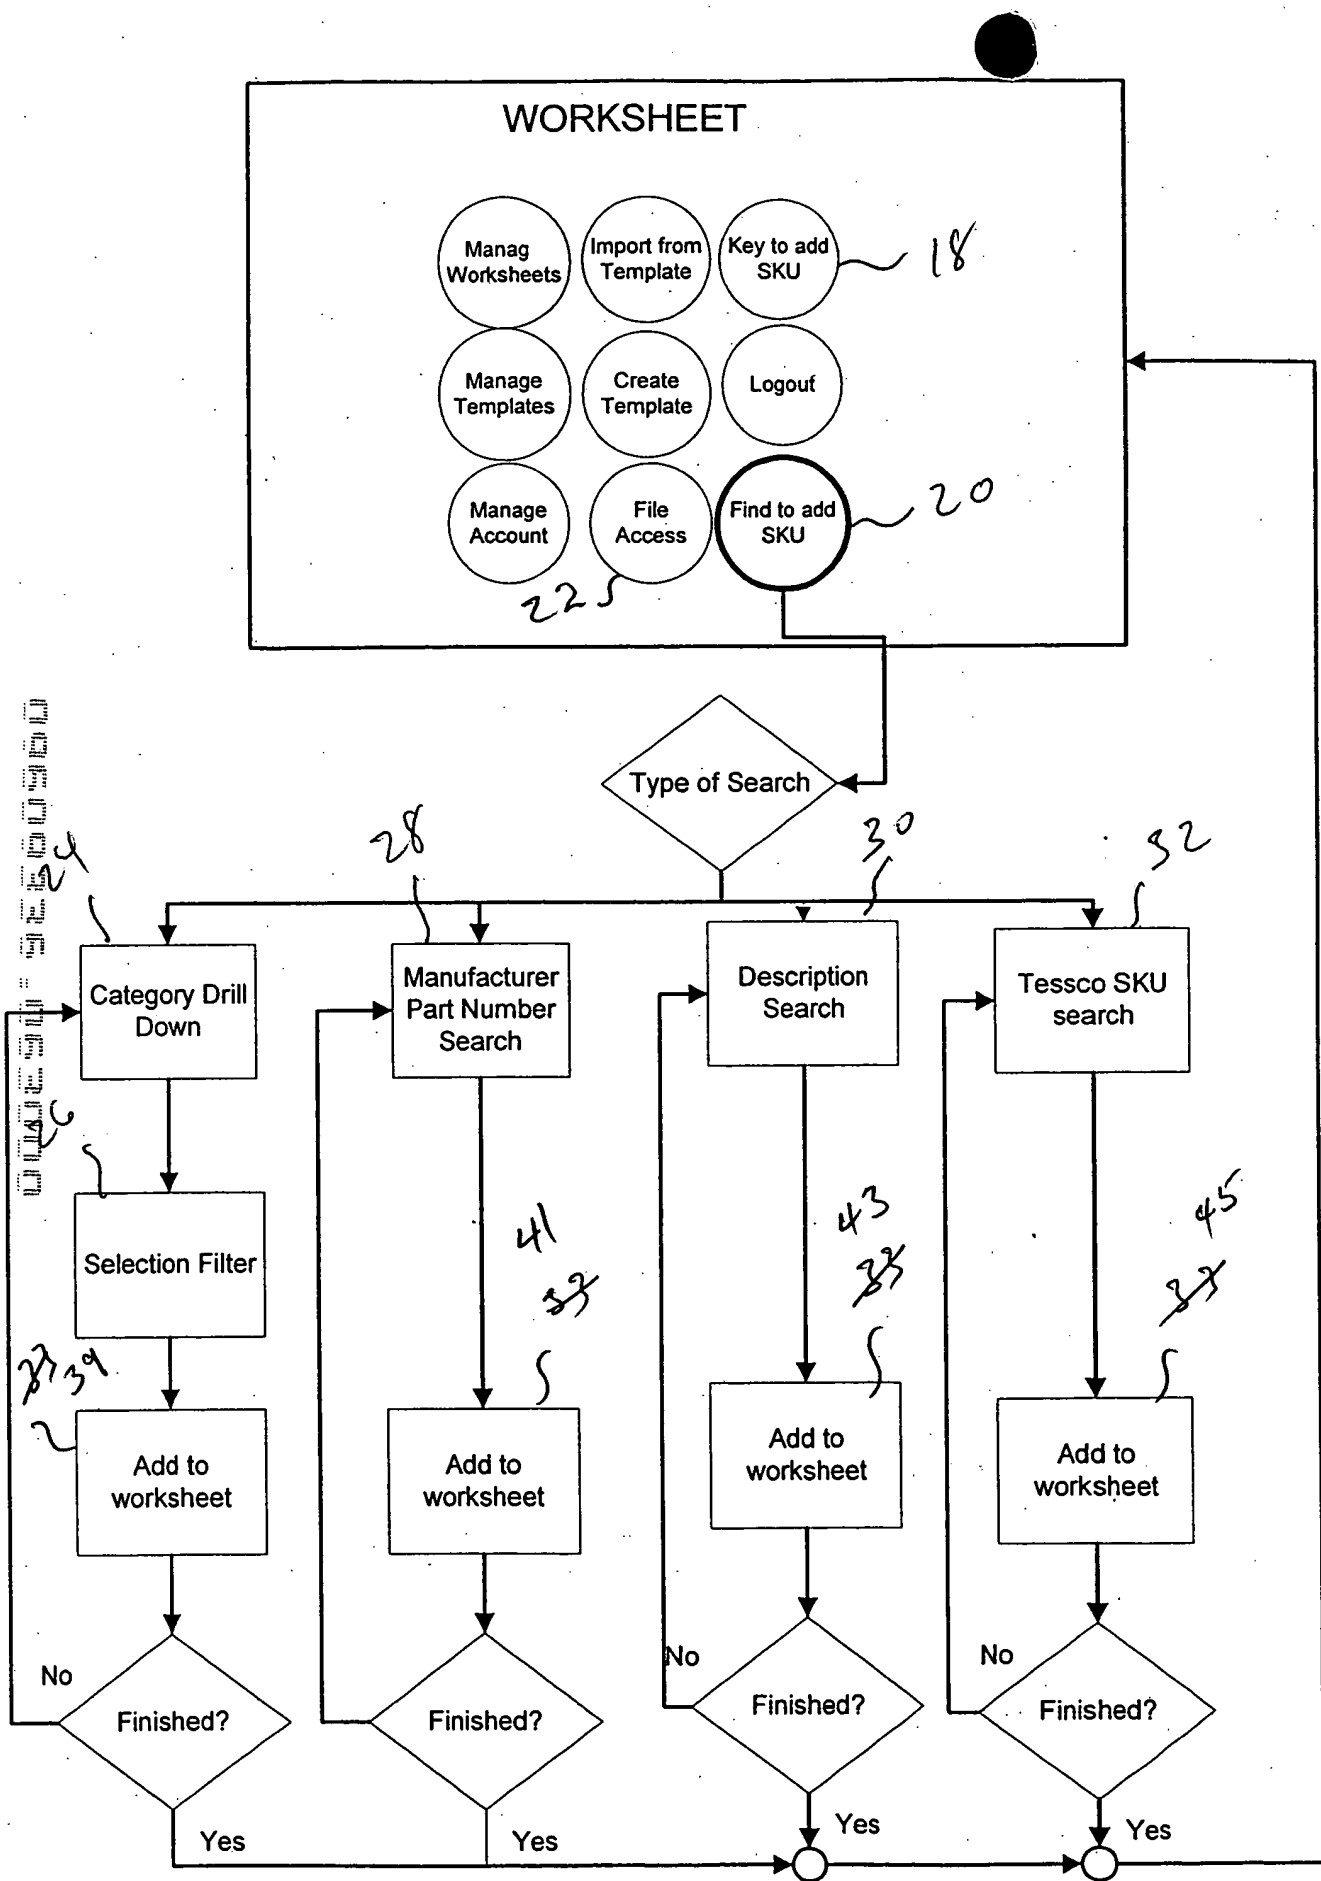 WORKSHEET
Manag
Worksheets
Import from
Template
Key to add
SKU
18
Manage
Templates
Create
Template
Logout
Manage
Account
File
Access
Find to add
SKU
20
22
Type of Search
24
28
30
32
Category Drill
Down
Manufacturer
Part Number
Search
Description
Search
Tessco SKU
search
26
Selection Filter
41
43
45
39
Add to
worksheet
Add to
worksheet
Add to
worksheet
Add to
worksheet
No
Finished?
Finished?
No
Finished?
No
Finished?
Yes
Yes
Yes
Yes